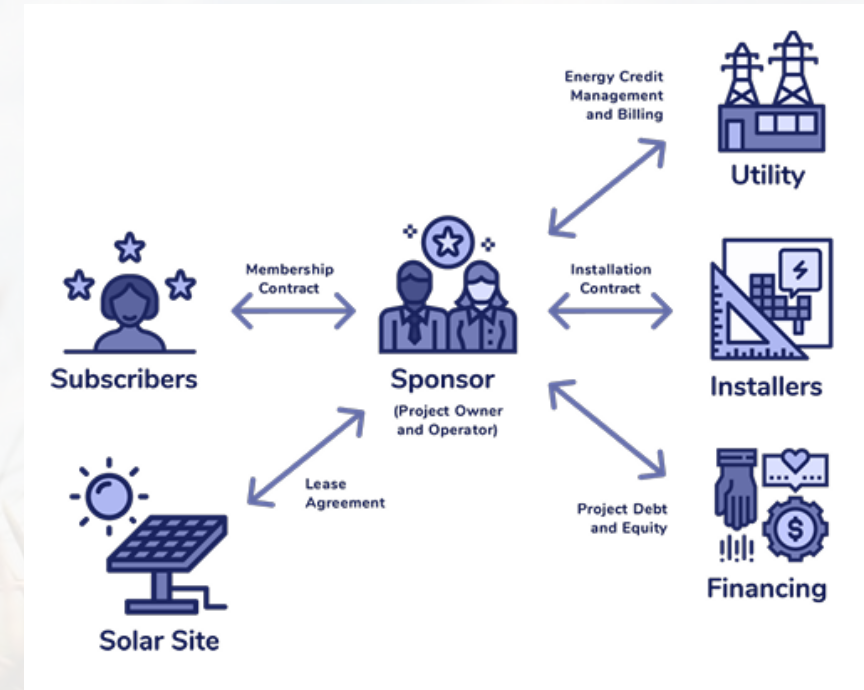 Energy Credit
Management
and Billing
Utility
Membership
Contract
Installation
Contract
Subscribers
Sponsor
(Project Owner
and Operator)
Installers
Lease
Agreement
Project Debt
and Equity
$
Financing
Solar Site